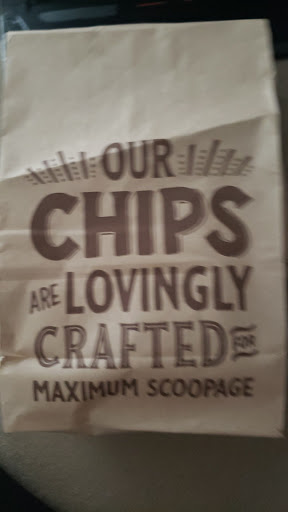 OUR
CHIPS
ARE LOVINGLY
CRAFTED FOR
MAXIMUM SCOOPAGE